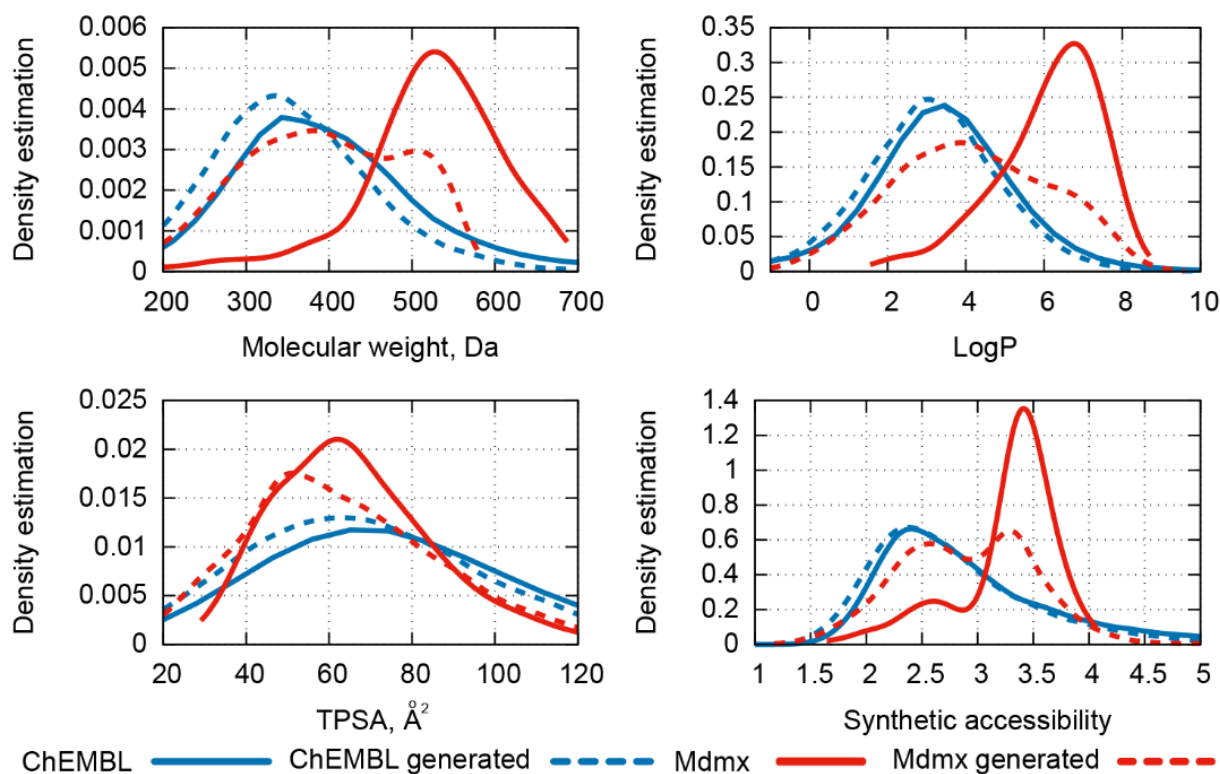 Density estimation
0.006
0.005
0.004
0.003
0.002
0.001
0
200 300 400 500 600 700
Molecular weight, Da
Density estimation
0.35
0.3
0.25
0.2
0.15
0.1
0.05
0
0 2 4 6 8 10
LogP
Density estimation
0.025
0.02
0.015
0.01
0.005
0
20 40 60 80 100 120
TPSA, Å²
Density estimation
1.4
1.2
1
0.8
0.6
0.4
0.2
0
1 1.5 2 2.5 3 3.5 4 4.5 5
Synthetic accessibility
ChEMBL ChEMBL generated Mdmx Mdmx generated